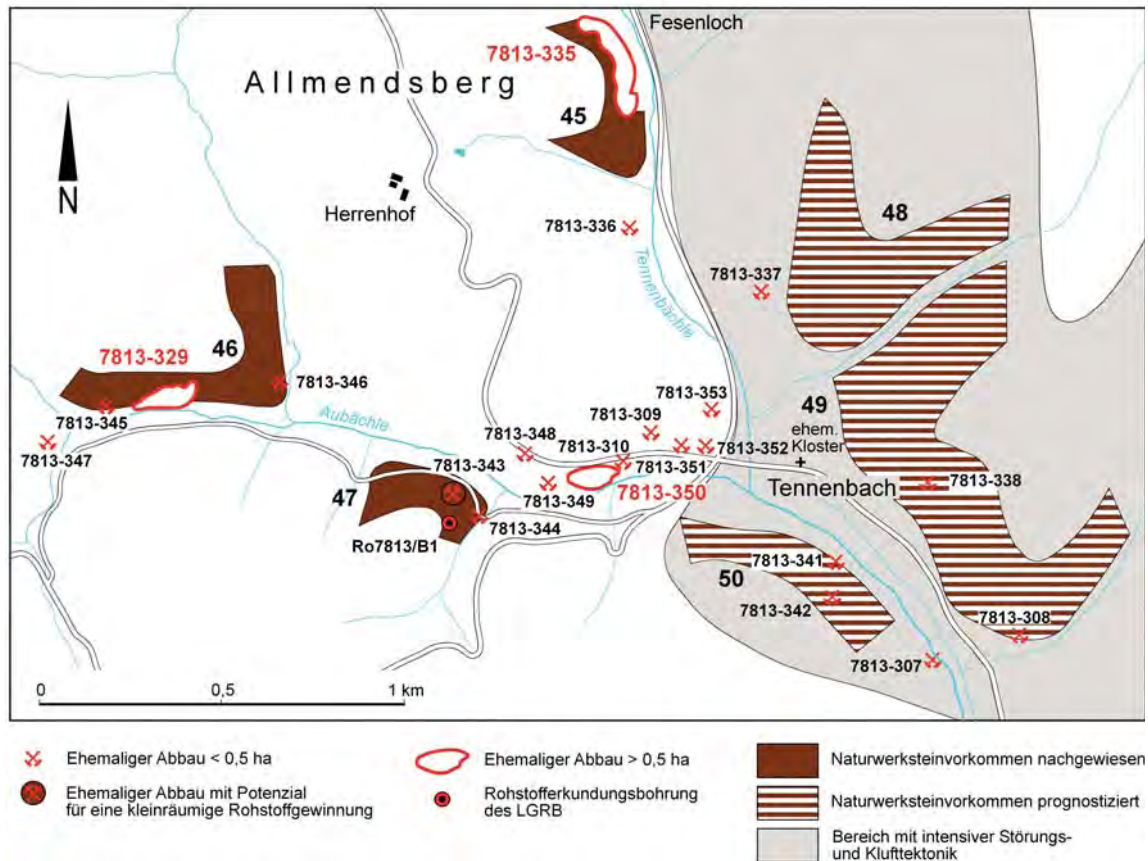 Fesenloch
7813-335
Allmendsberg
45
N
Herrenhof
7813-336
Tennenbächle
48
7813-337
46
7813-329
7813-346
7813-345
7813-347
Aubächle
7813-353
7813-309
7813-348
7813-310
7813-352
7813-351
49
ehem.
Kloster
Tennenbach
7813-338
7813-343
47
7813-349
7813-350
7813-344
Ro7813/B1
7813-341
50
7813-342
7813-308
7813-307
0 0,5 1 km
Ehemaliger Abbau < 0,5 ha
Ehemaliger Abbau mit Potenzial
für eine kleinräumige Rohstoffgewinnung
Ehemaliger Abbau > 0,5 ha
Rohstofferkundungsbohrung
des LGRB
Naturwerksteinvorkommen nachgewiesen
Naturwerksteinvorkommen prognostiziert
Bereich mit intensiver Störungs-
und Klufttektonik